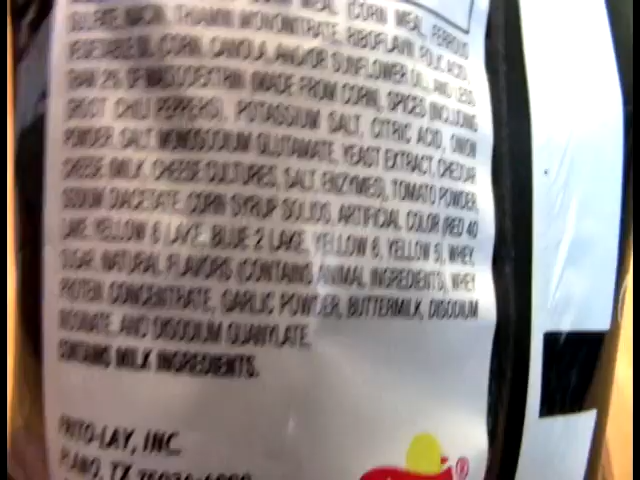 MEAL (CORN MEAL, FERROUS
NIACIN, THIAMIN MONONITRATE, RIBOFLAVIN, FOLIC ACID
VEGETABLE OIL (CORN, CANOLA, AND/OR SUNFLOWER OIL), AND LESS
THAN 2% OF MALTODEXTRIN (MADE FROM CORN), SPICES (INCLUDING
CHILI PEPPERS), POTASSIUM SALT, CITRIC ACID, ONION
POWDER, SALT, MONOSODIUM GLUTAMATE, YEAST EXTRACT, CHEDDAR
CHEESE (MILK, CHEESE CULTURES, SALT, ENZYMES), TOMATO POWDER,
SODIUM DIACETATE, CORN SYRUP SOLIDS, ARTIFICIAL COLOR (RED 40
LAKE, YELLOW 6 LAKE, BLUE 2 LAKE, YELLOW 6, YELLOW 5), WHEY,
SUGAR, NATURAL FLAVORS (CONTAINS ANIMAL INGREDIENTS), WHEY
PROTEIN CONCENTRATE, GARLIC POWDER, BUTTERMILK, DISODIUM
INOSINATE, AND DISODIUM GUANYLATE.
CONTAINS MILK INGREDIENTS.
FRITO-LAY, INC.
PLANO, TX